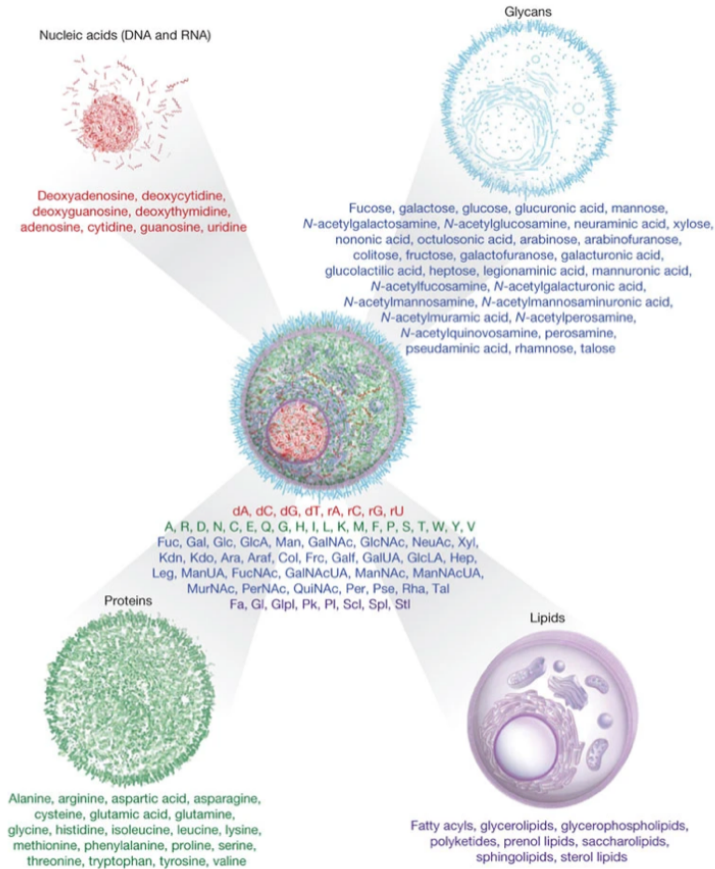 Nucleic acids (DNA and RNA)
Deoxyadenosine, deoxycytidine,
deoxyguanosine, deoxythymidine,
adenosine, cytidine, guanosine, uridine
Glycans
Fucose, galactose, glucose, glucuronic acid, mannose,
N-acetylgalactosamine, N-acetylglucosamine, neuraminic acid, xylose,
nononic acid, octulosonic acid, arabinose, arabinofuranose,
colitose, fructose, galactofuranose, galacturonic acid,
glucolactilic acid, heptose, legionaminic acid, mannuronic acid,
N-acetylfucosamine, N-acetylgalacturonic acid,
N-acetylmannosamine, N-acetylmannosaminuronic acid,
N-acetylmuramic acid, N-acetylperosamine,
N-acetylquinovosamine, perosamine,
pseudaminic acid, rhamnose, talose
dA, dC, dG, dT, rA, rC, rG, rU
A, R, D, N, C, E, Q, G, H, I, L, K, M, F, P, S, T, W, Y, V
Fuc, Gal, Glc, GlcA, Man, GalNAc, GlcNAc, NeuAc, Xyl,
Kdn, Kdo, Ara, Araf, Col, Frc, Galf, GalUA, GlcLA, Hep,
Leg, ManUA, FucNAc, GalNAcUA, ManNAc, ManNAcUA,
MurNAc, PerNAc, QuiNAc, Per, Pse, Rha, Tal
Fa, Gl, Glpl, Pk, Pl, Scl, Spl, Stl
Proteins
Alanine, arginine, aspartic acid, asparagine,
cysteine, glutamic acid, glutamine,
glycine, histidine, isoleucine, leucine, lysine,
methionine, phenylalanine, proline, serine,
threonine, tryptophan, tyrosine, valine
Lipids
Fatty acyls, glycerolipids, glycerophospholipids,
polyketides, prenol lipids, saccharolipids,
sphingolipids, sterol lipids